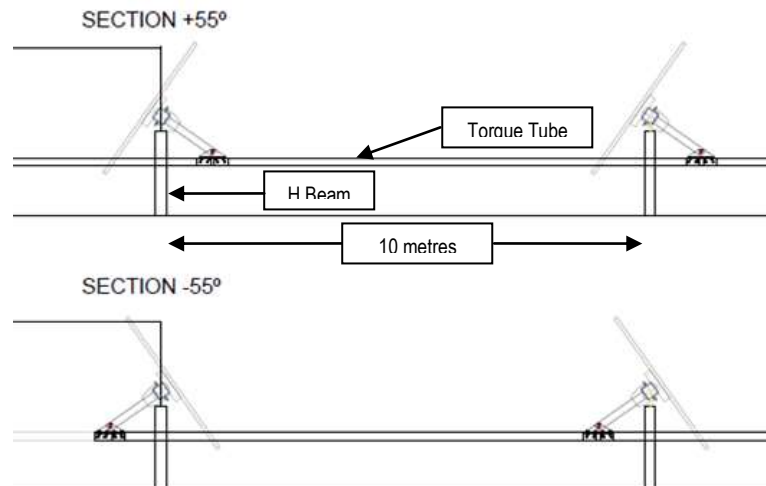 SECTION +55º
Torque Tube
H Beam
10 metres
SECTION -55º